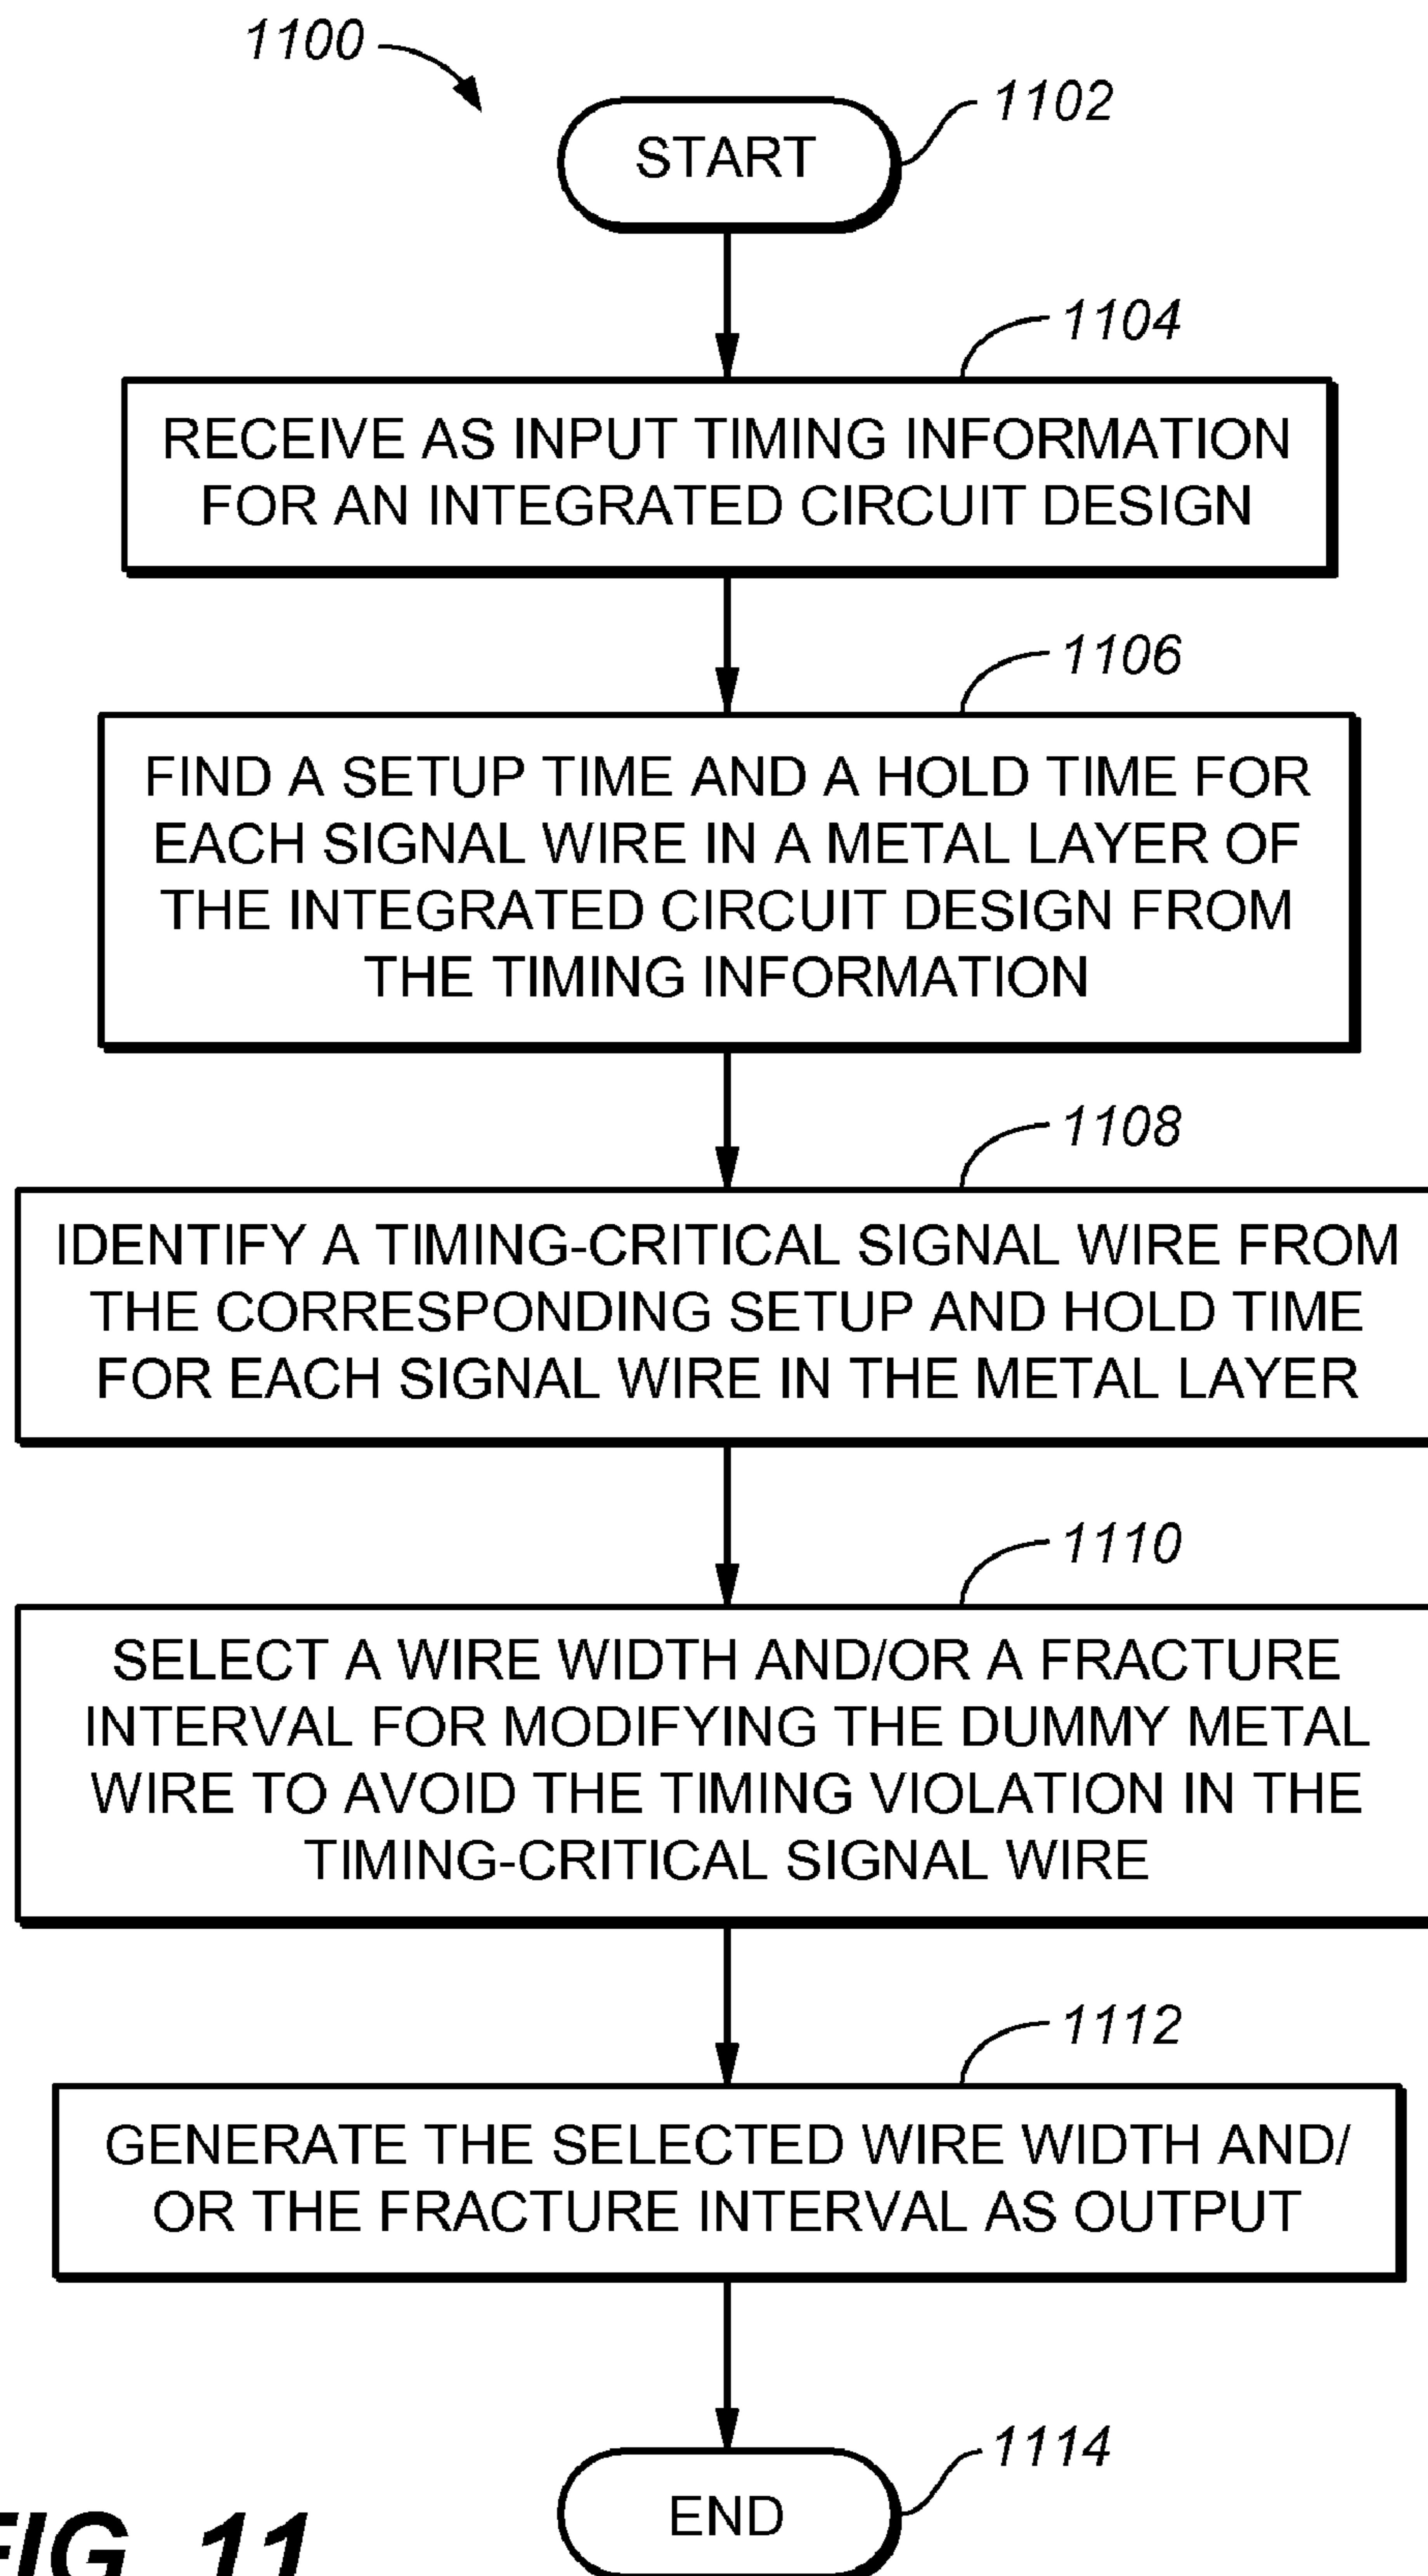 1100
1102
START
1104
RECEIVE AS INPUT TIMING INFORMATION
FOR AN INTEGRATED CIRCUIT DESIGN
1106
FIND A SETUP TIME AND A HOLD TIME FOR
EACH SIGNAL WIRE IN A METAL LAYER OF
THE INTEGRATED CIRCUIT DESIGN FROM
THE TIMING INFORMATION
1108
IDENTIFY A TIMING-CRITICAL SIGNAL WIRE FROM
THE CORRESPONDING SETUP AND HOLD TIME
FOR EACH SIGNAL WIRE IN THE METAL LAYER
1110
SELECT A WIRE WIDTH AND/OR A FRACTURE
INTERVAL FOR MODIFYING THE DUMMY METAL
WIRE TO AVOID THE TIMING VIOLATION IN THE
TIMING-CRITICAL SIGNAL WIRE
1112
GENERATE THE SELECTED WIRE WIDTH AND/
OR THE FRACTURE INTERVAL AS OUTPUT
1114
END
FIG. 11